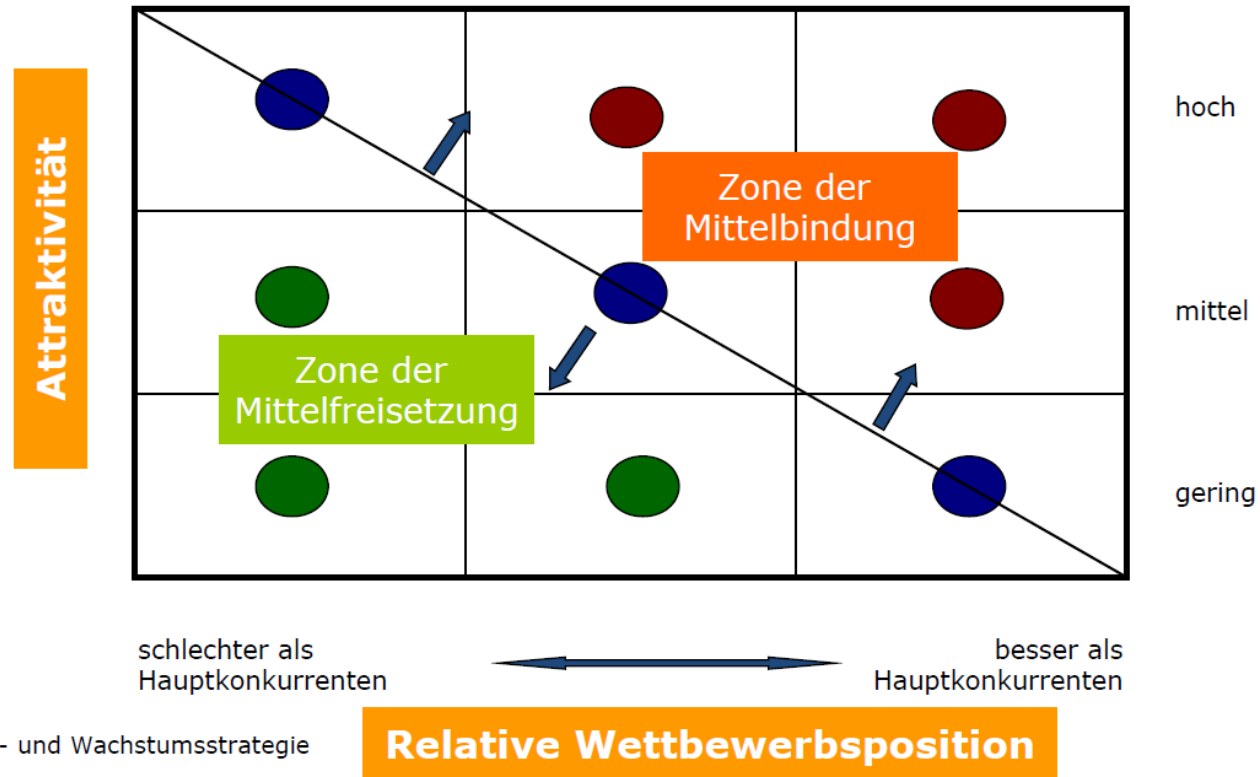 hoch
Attraktivität
Zone der
Mittelbindung
mittel
Zone der
Mittelfreisetzung
gering
schlechter als
Hauptkonkurrenten
besser als
Hauptkonkurrenten
- und Wachstumsstrategie
Relative Wettbewerbsposition